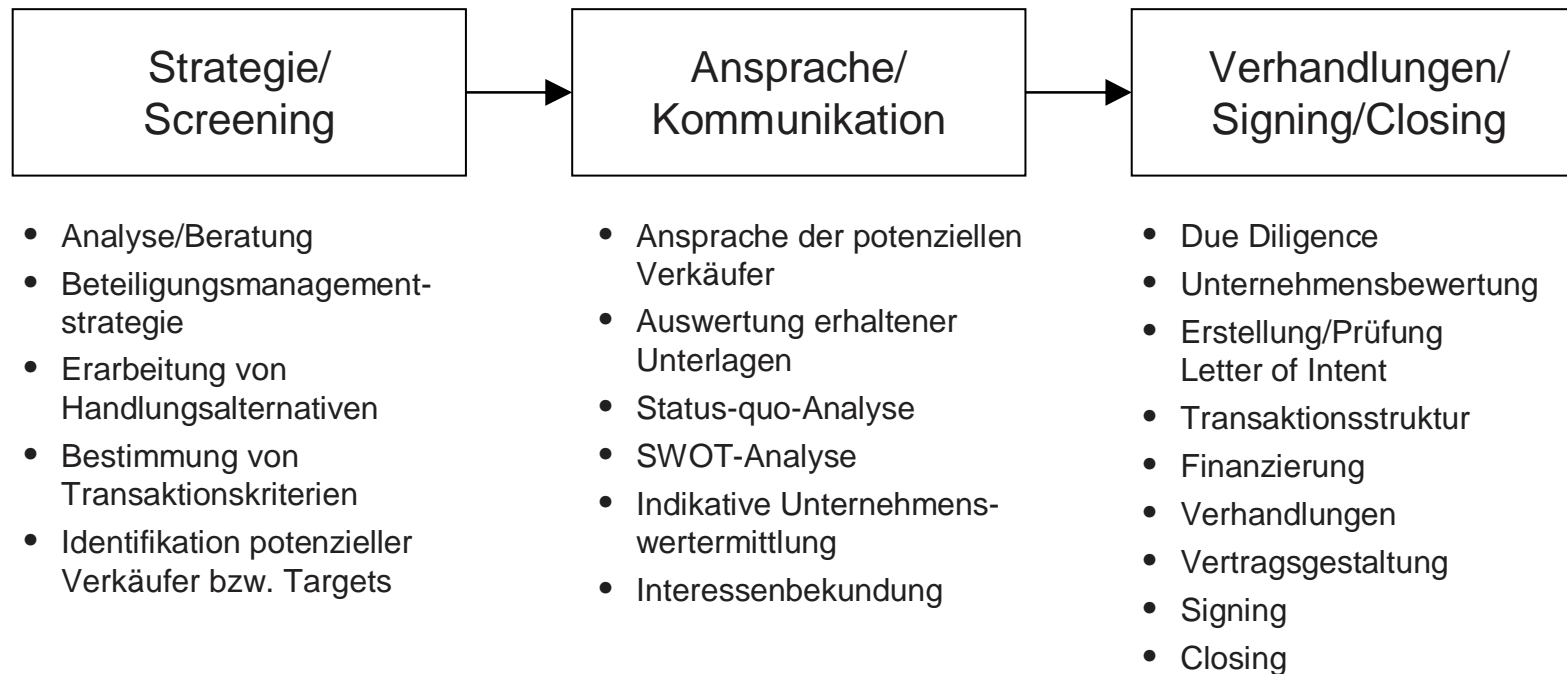 Strategie/
Screening
Ansprache/
Kommunikation
Verhandlungen/
Signing/Closing
• Analyse/Beratung
• Beteiligungsmanagement-
strategie
• Erarbeitung von
Handlungsalternativen
• Bestimmung von
Transaktionskriterien
• Identifikation potenzieller
Verkäufer bzw. Targets
• Ansprache der potenziellen
Verkäufer
• Auswertung erhaltener
Unterlagen
• Status-quo-Analyse
• SWOT-Analyse
• Indikative Unternehmens-
wertermittlung
• Interessenbekundung
• Due Diligence
• Unternehmensbewertung
• Erstellung/Prüfung
Letter of Intent
• Transaktionsstruktur
• Finanzierung
• Verhandlungen
• Vertragsgestaltung
• Signing
• Closing